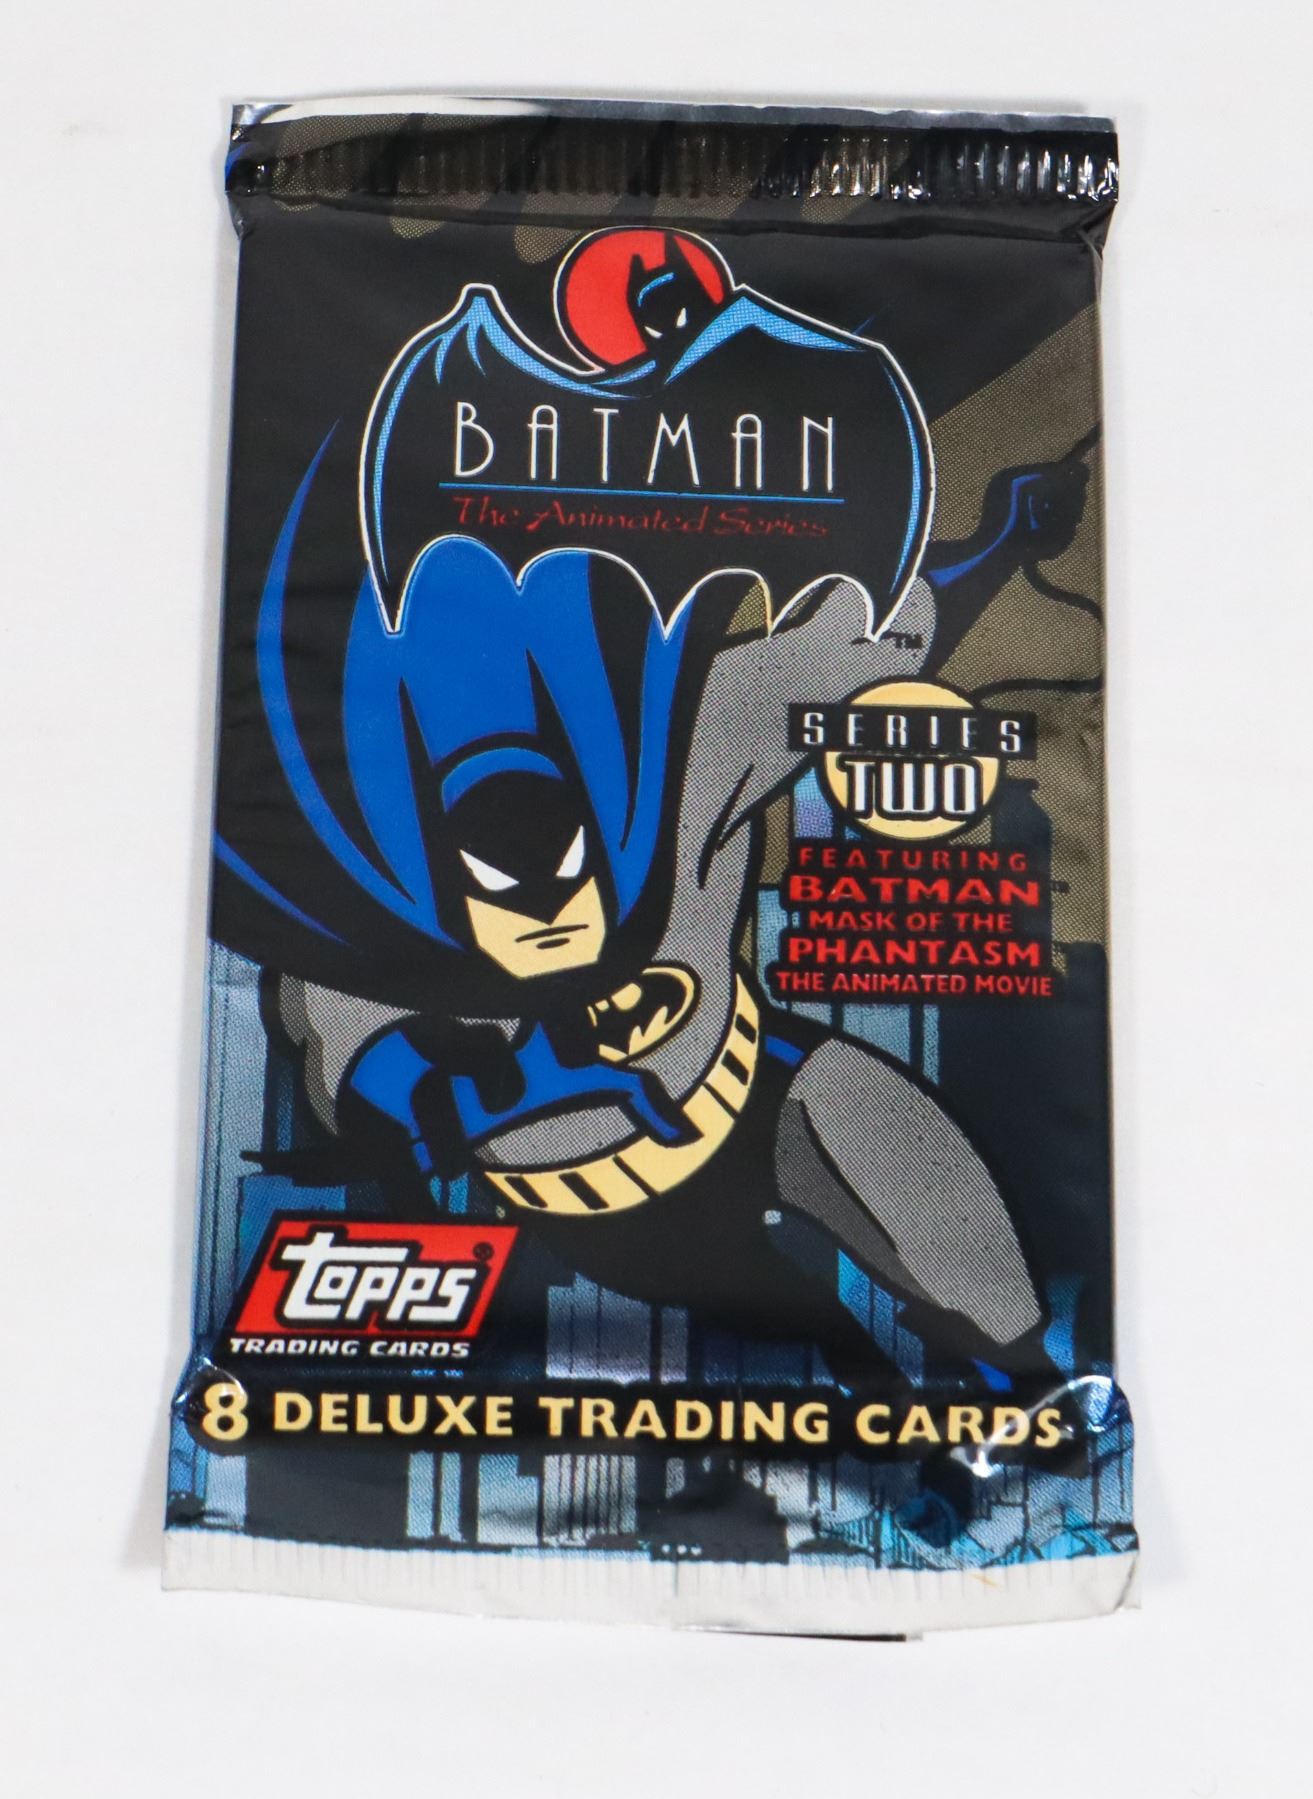 BATMAN
The Animated Series
TM
SERIES
TWO
FEATURING
BATMAN
MASK OF THE
PHANTASM
THE ANIMATED MOVIE
TOPPS®
TRADING CARDS
8 DELUXE TRADING CARDS